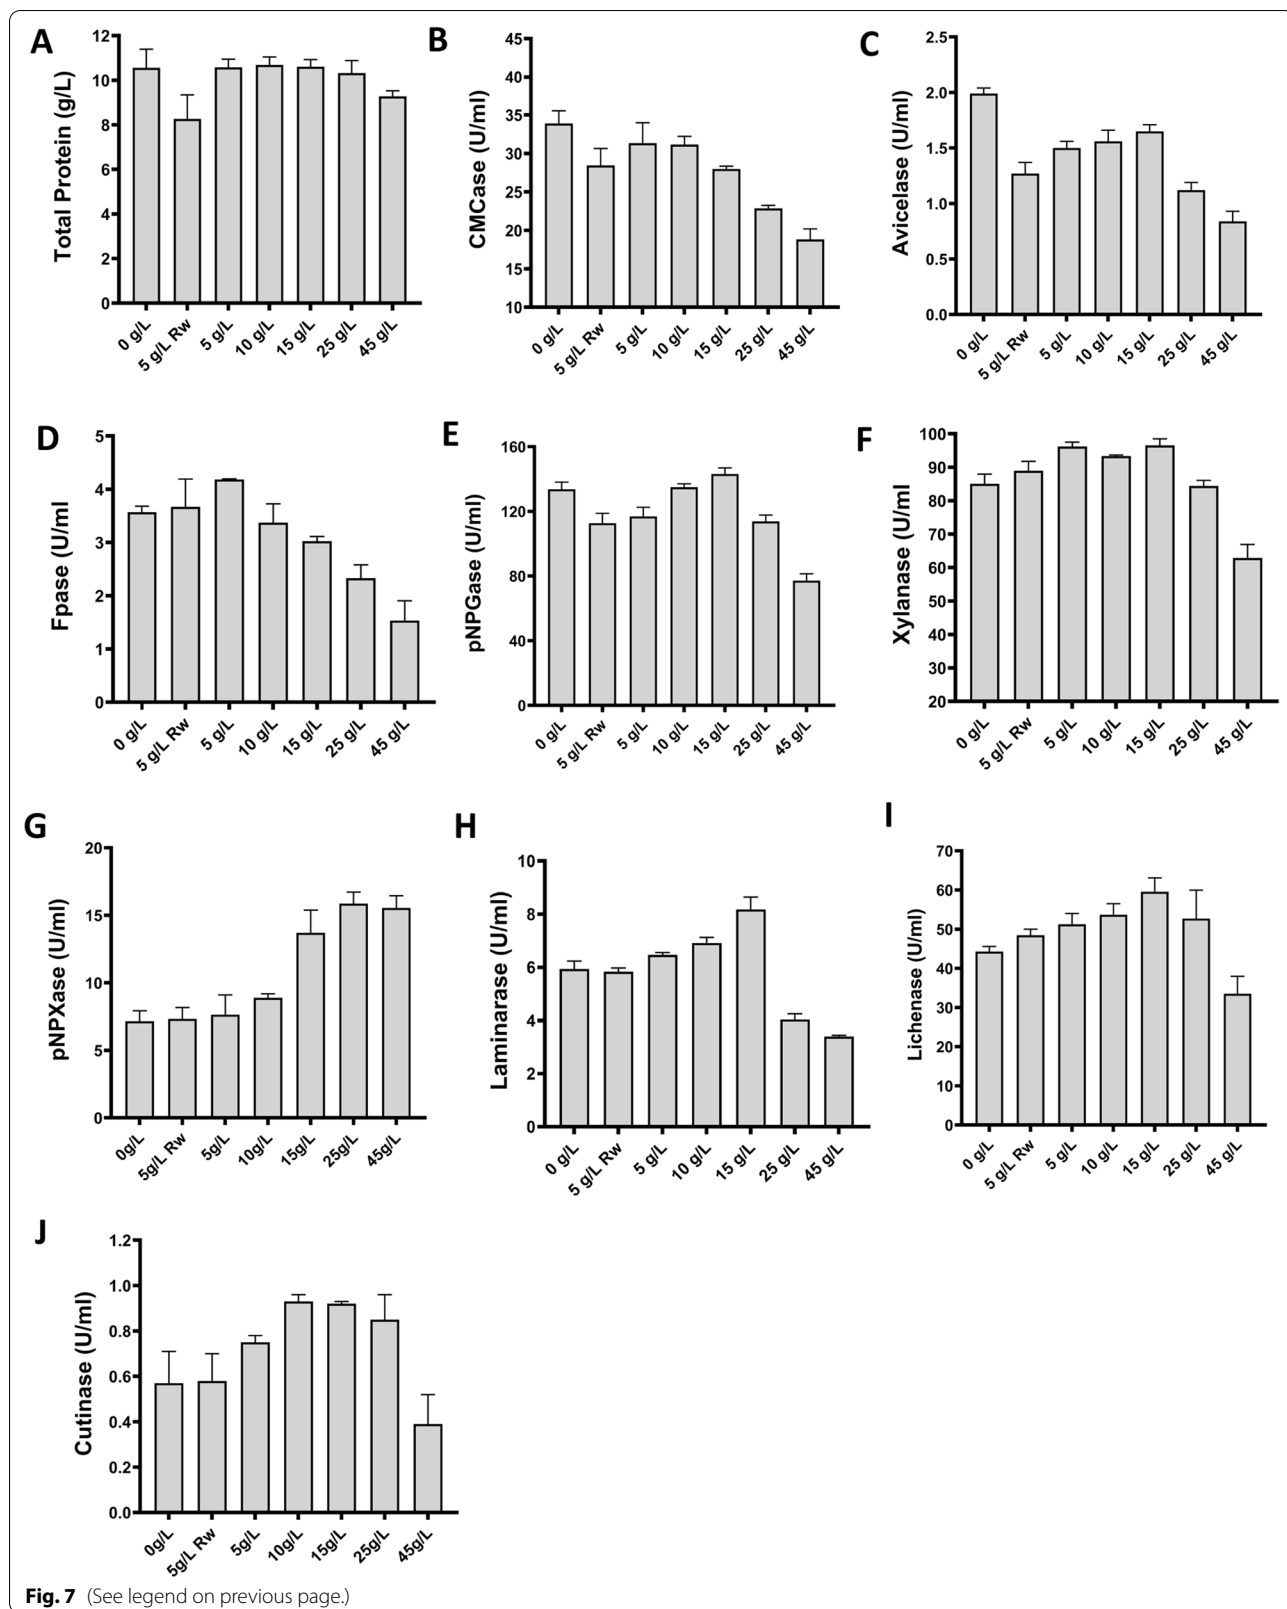 A
Total Protein (g/L)
12
10
8
6
4
2
0
0 g/L
5 g/L Rw
5 g/L
10 g/L
15 g/L
25 g/L
45 g/L
B
CMCase (U/ml)
45
40
35
30
25
20
15
10
0 g/L
5 g/L Rw
5 g/L
10 g/L
15 g/L
25 g/L
45 g/L
C
Avicelase (U/ml)
2.5
2.0
1.5
1.0
0.5
0.0
0 g/L
5 g/L Rw
5 g/L
10 g/L
15 g/L
25 g/L
45 g/L
D
Fpase (U/ml)
5
4
3
2
1
0
0 g/L
5 g/L Rw
5 g/L
10 g/L
15 g/L
25 g/L
45 g/L
E
pNPGase (U/ml)
160
120
80
40
0
0 g/L
5 g/L Rw
5 g/L
10 g/L
15 g/L
25 g/L
45 g/L
F
Xylanase (U/ml
100
90
80
70
60
50
40
30
20
0 g/L
5 g/L Rw
5 g/L
10 g/L
15 g/L
25 g/L
45 g/L
G
pNPXase (U/ml)
20
15
10
5
0
0g/L
5g/L Rw
5g/L
10g/L
15g/L
25g/L
45g/L
H
Laminarase (U/ml)
10
8
6
4
2
0
0 g/L
5 g/L Rw
5 g/L
10 g/L
15 g/L
25 g/L
45 g/L
I
Lichenase (U/ml)
70
60
50
40
30
20
10
0
0 g/L
5 g/L Rw
5 g/L
10 g/L
15 g/L
25 g/L
45 g/L
J
Cutinase (U/ml)
1.2
1.0
0.8
0.6
0.4
0.2
0.0
0g/L
5g/L Rw
5g/L
10g/L
15g/L
25g/L
45g/L
Fig. 7 (See legend on previous page.)